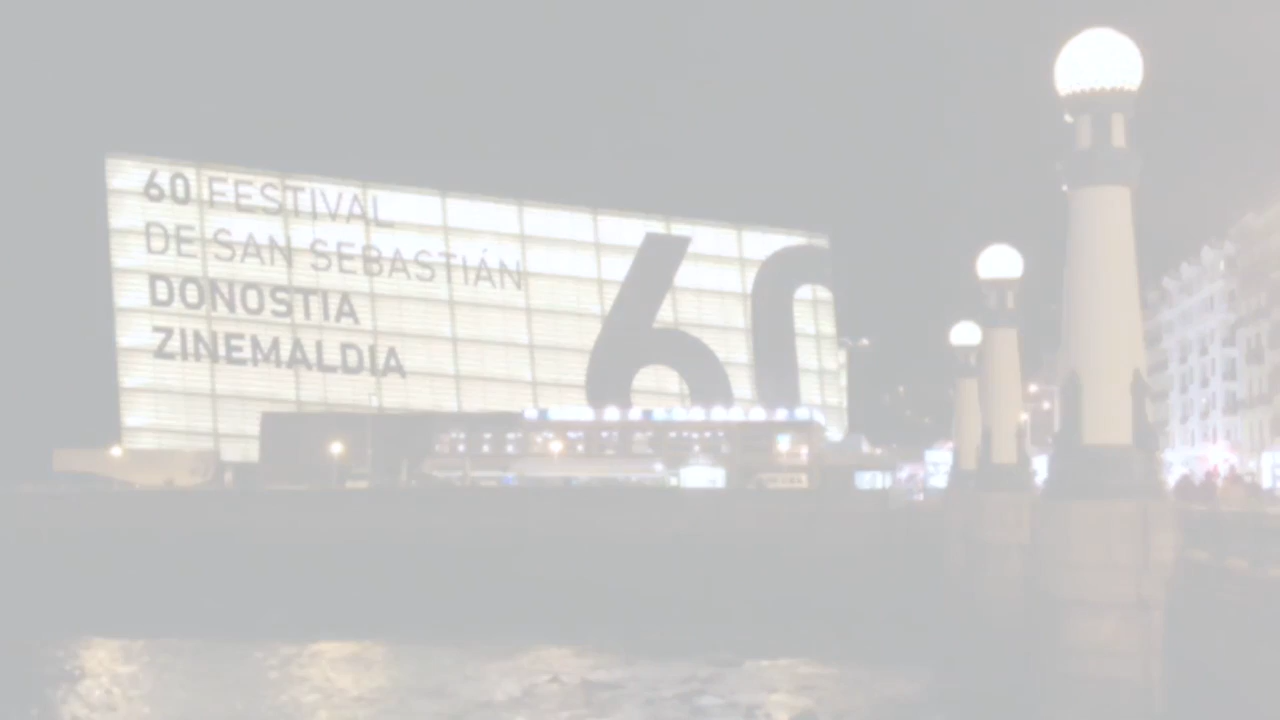 60 FESTIVAL
DE SAN SEBASTIÁN
DONOSTIA
ZINEMALDIA
60